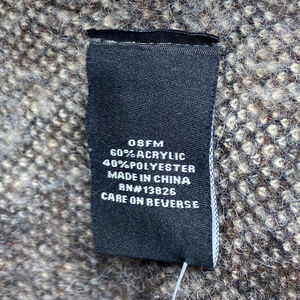 OSFM
60%ACRYLIC
40%POLYESTER
MADE IN CHINA
RN#13826
CARE ON REVERSE